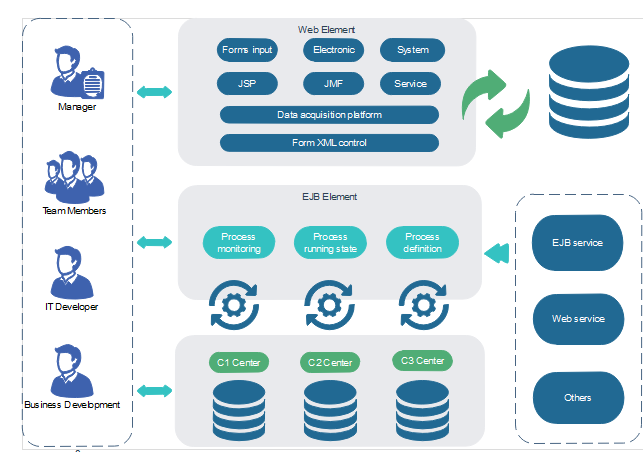 Web Element
Forms input
Electronic
System
JSP
JMF
Service
Data acquisition platform
Form XML control
Manager
Team Members
IT Developer
Business Development
EJB Element
Process
monitoring
Process
running state
Process
definition
C1 Center
C2 Center
C3 Center
EJB service
Web service
Others